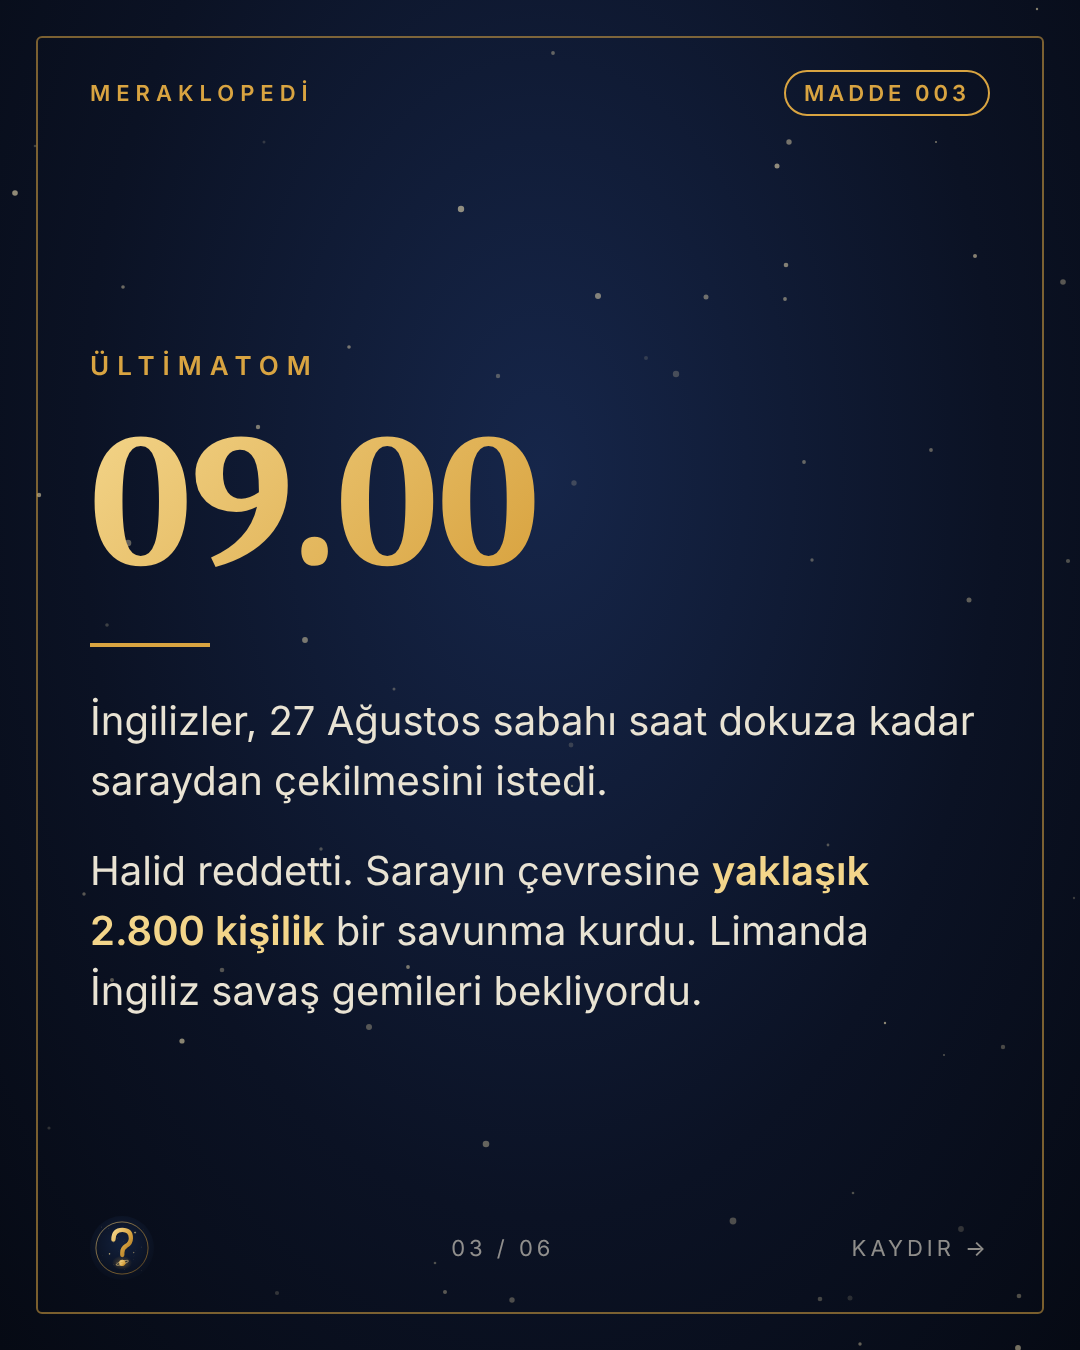 MERAKLOPEDİ
MADDE 003
ÜLTİMATOM
09.00
İngilizler, 27 Ağustos sabahı saat dokuza kadar
saraydan çekilmesini istedi.
Halid reddetti. Sarayın çevresine yaklaşık
2.800 kişilik bir savunma kurdu. Limanda
İngiliz savaş gemileri bekliyordu.
?
03 / 06
KAYDIR →